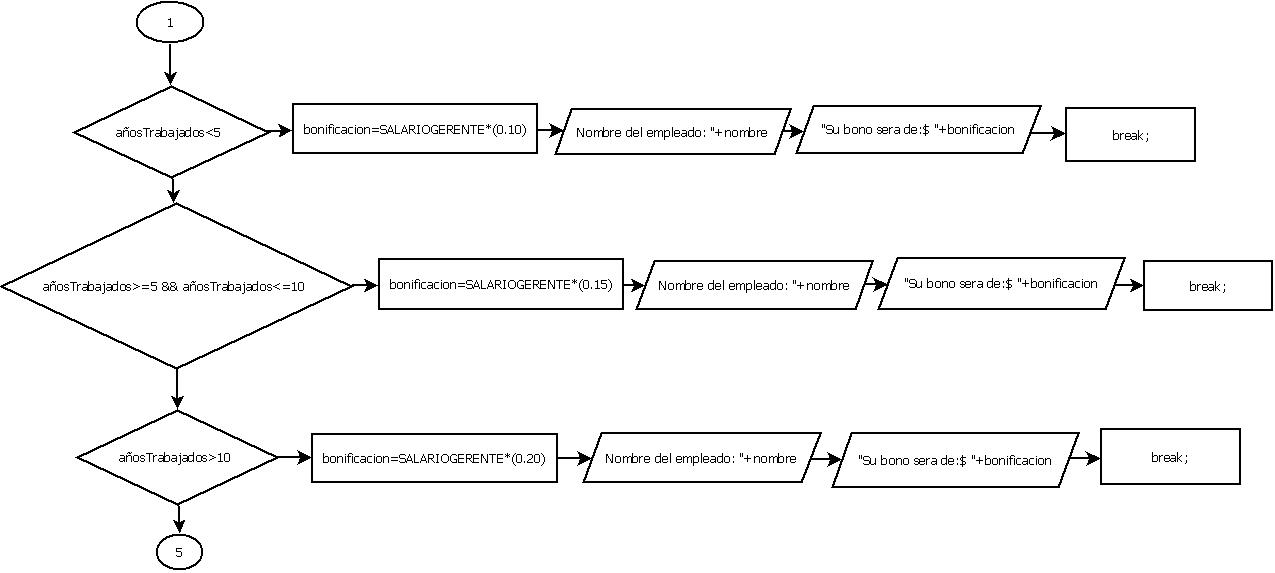 1
añosTrabajados<5
bonificacion=SALARIOGERENTE*(0.10)
Nombre del empleado: "+nombre
"Su bono sera de:$ "+bonificacion
break;
añosTrabajados>=5 && añosTrabajados<=10
bonificacion=SALARIOGERENTE*(0.15)
Nombre del empleado: "+nombre
"Su bono sera de:$ "+bonificacion
break;
añosTrabajados>10
bonificacion=SALARIOGERENTE*(0.20)
Nombre del empleado: "+nombre
"Su bono sera de:$ "+bonificacion
break;
5